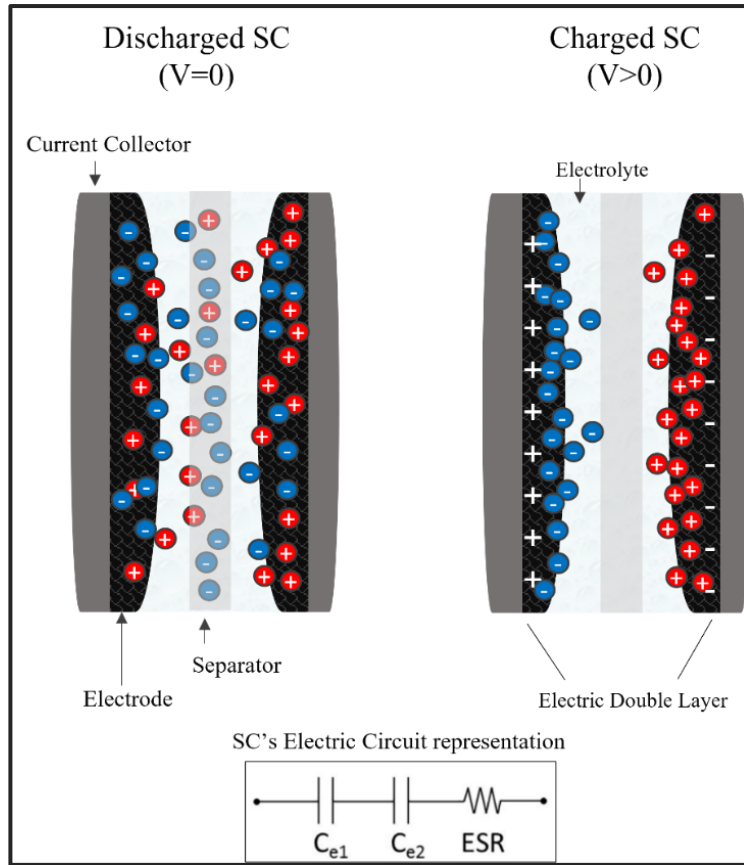 Discharged SC
(V=0)
Charged SC
(V>0)
Current Collector
Electrolyte
Separator
Electrode
Electric Double Layer
SC's Electric Circuit representation
Ce1
Ce2
ESR